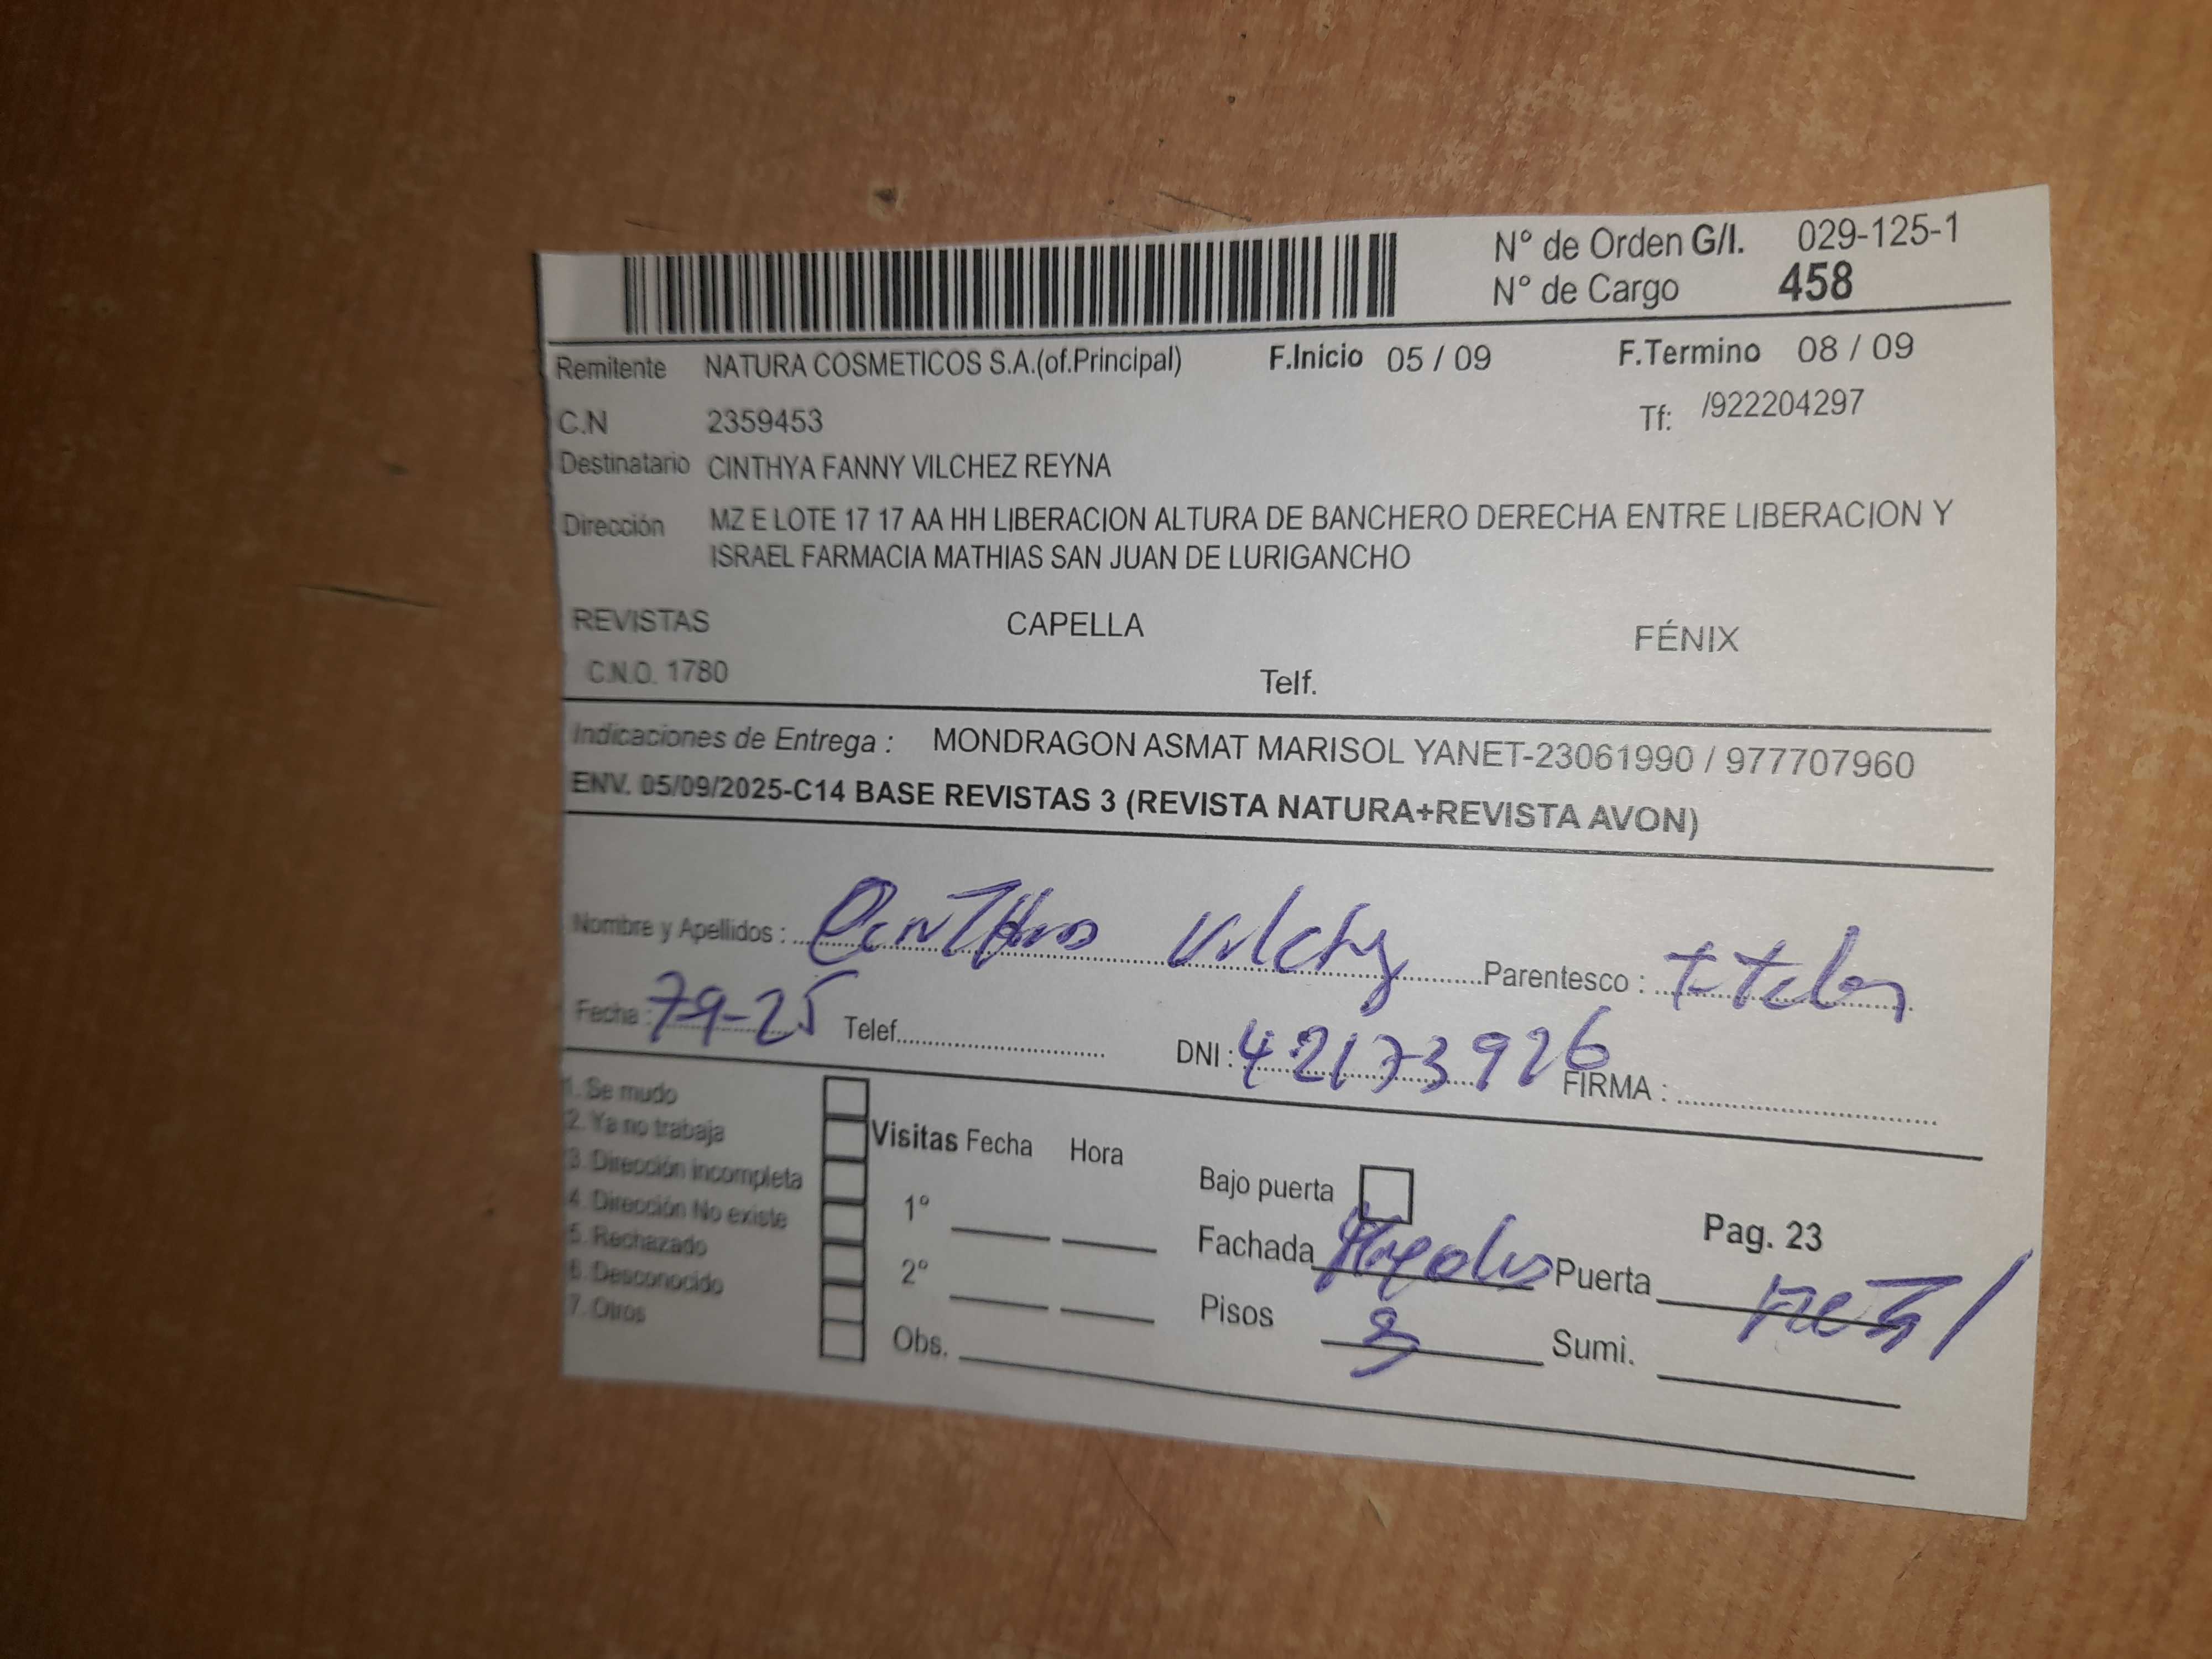 N° de Orden G/I. 029-125-1
N° de Cargo 458
Remitente NATURA COSMETICOS S.A.(of.Principal) F.Inicio 05 / 09 F.Termino 08 / 09
C.N 2359453 Tf: /922204297
Destinatario CINTHYA FANNY VILCHEZ REYNA
Dirección MZ E LOTE 17 17 AA HH LIBERACION ALTURA DE BANCHERO DERECHA ENTRE LIBERACION Y
ISRAEL FARMACIA MATHIAS SAN JUAN DE LURIGANCHO
REVISTAS CAPELLA FÉNIX
C.N.O. 1780 Telf.
Indicaciones de Entrega : MONDRAGON ASMAT MARISOL YANET-23061990 / 977707960
ENV. 05/09/2025-C14 BASE REVISTAS 3 (REVISTA NATURA+REVISTA AVON)
Nombre y Apellidos : Parentesco :
Fecha : 79-25 Telef. DNI : 42173926 FIRMA :
1. Se mudo
2. Ya no trabaja Visitas Fecha Hora
3. Dirección incompleta Bajo puerta
4. Dirección No existe 1° Fachada Puerta Pag. 23
5. Rechazado
6. Desconocido 2° Pisos Sumi.
7. Otros Obs.